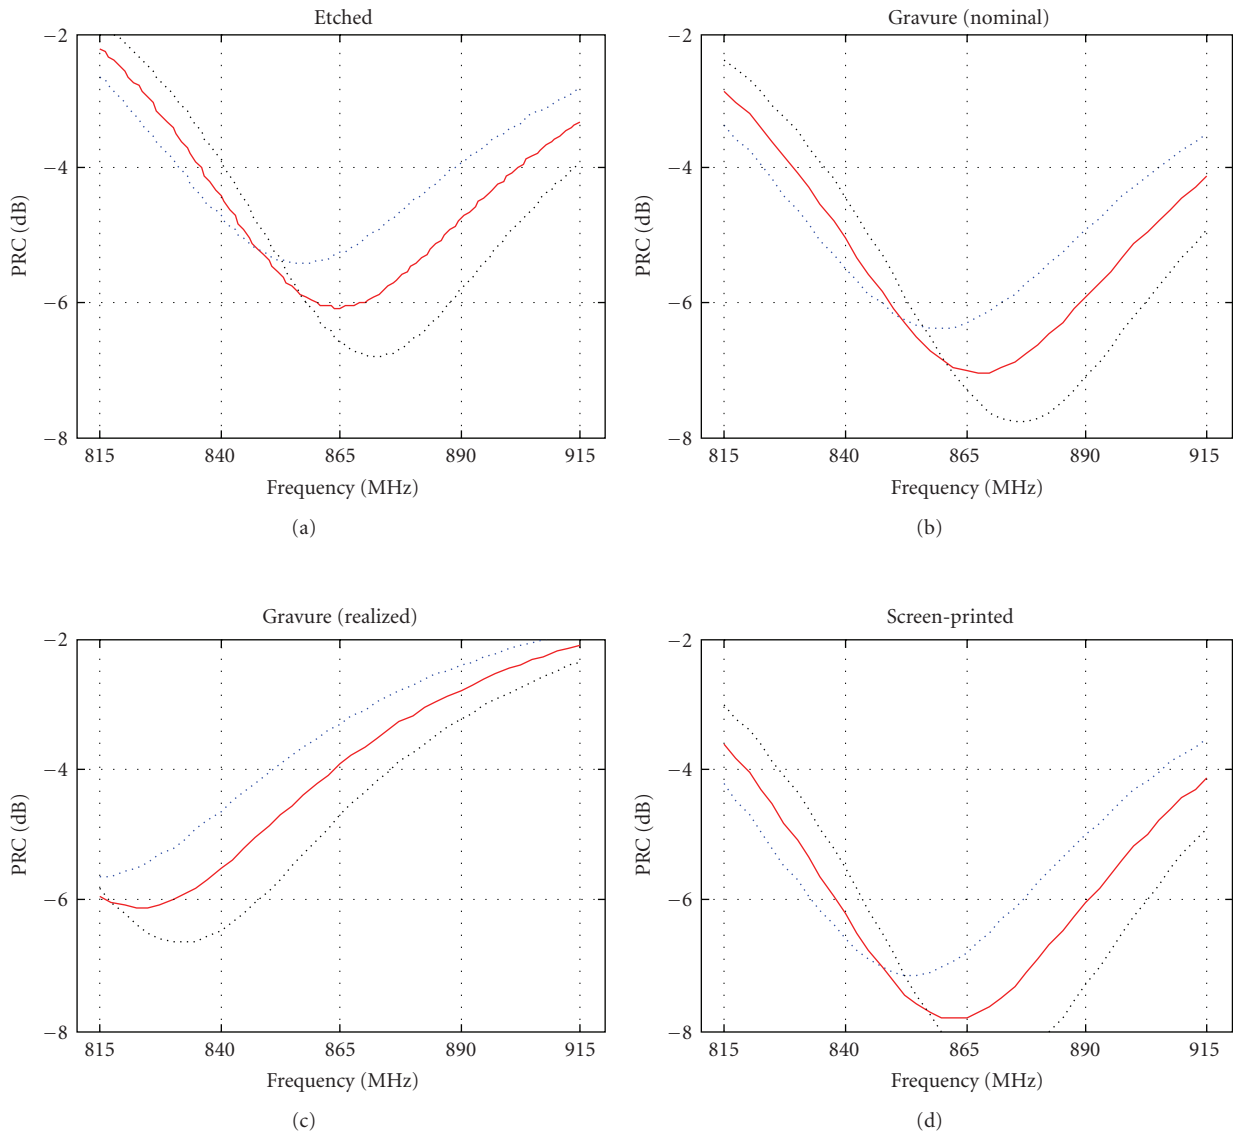 Etched
−2
−4
−6
−8
PRC (dB)
815 840 865 890 915
Frequency (MHz)
(a)
Gravure (nominal)
−2
−4
−6
−8
PRC (dB)
815 840 865 890 915
Frequency (MHz)
(b)
Gravure (realized)
−2
−4
−6
−8
PRC (dB)
815 840 865 890 915
Frequency (MHz)
(c)
Screen-printed
−2
−4
−6
−8
PRC (dB)
815 840 865 890 915
Frequency (MHz)
(d)